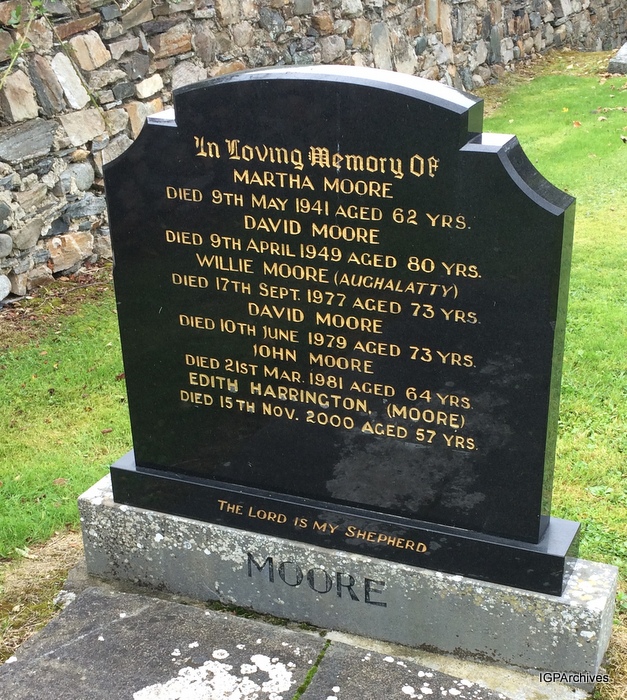 In Loving Memory Of
MARTHA MOORE
DIED 9TH MAY 1941 AGED 62 YRS.
DAVID MOORE
DIED 9TH APRIL 1949 AGED 80 YRS.
WILLIE MOORE (AUGHALATTY)
DIED 17TH SEPT. 1977 AGED 73 YRS.
DAVID MOORE
DIED 10TH JUNE 1979 AGED 73 YRS.
JOHN MOORE
DIED 21ST MAR. 1981 AGED 64 YRS.
EDITH HARRINGTON, (MOORE)
DIED 15TH NOV. 2000 AGED 57 YRS.
THE LORD IS MY SHEPHERD
MOORE
IGPArchives.